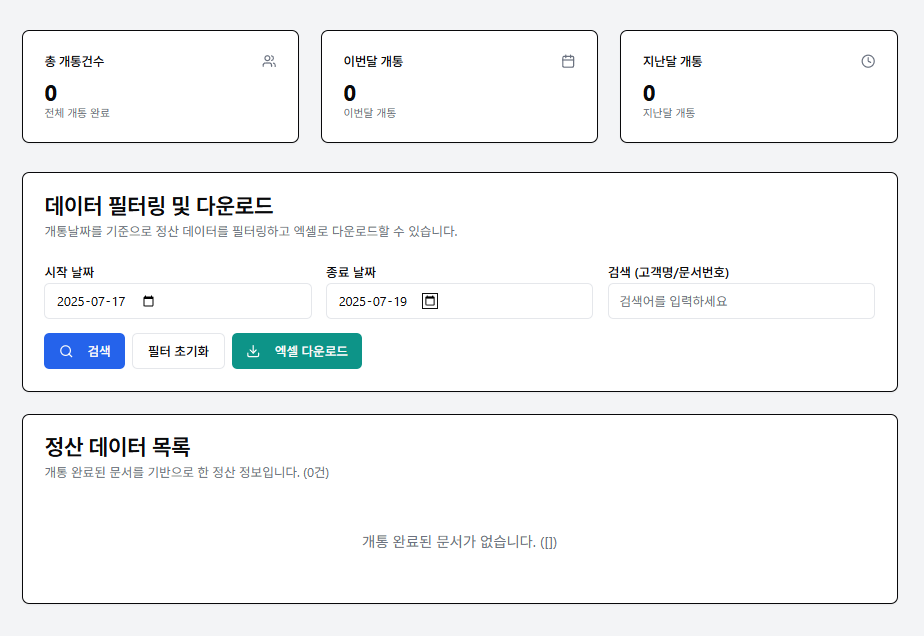 총 개통건수
0
전체 개통 완료
이번달 개통
0
이번달 개통
지난달 개통
0
지난달 개통
데이터 필터링 및 다운로드
개통날짜를 기준으로 정산 데이터를 필터링하고 엑셀로 다운로드할 수 있습니다.
시작 날짜
2025-07-17
종료 날짜
2025-07-19
검색 (고객명/문서번호)
검색어를 입력하세요
검색
필터 초기화
엑셀 다운로드
정산 데이터 목록
개통 완료된 문서를 기반으로 한 정산 정보입니다. (0건)
개통 완료된 문서가 없습니다. ([])